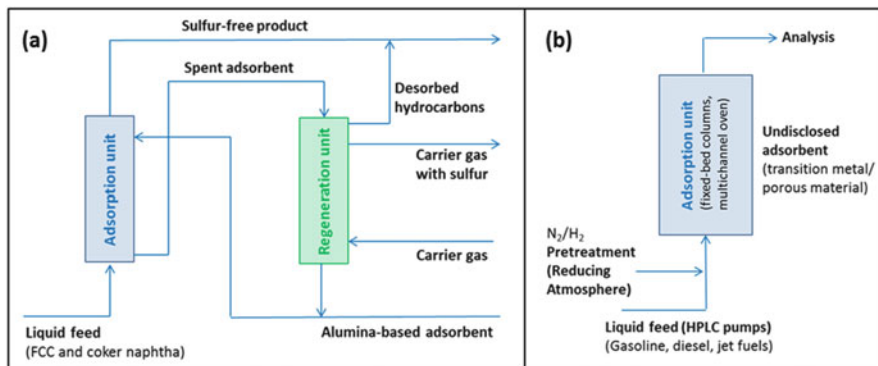 (a)
Sulfur-free product
Spent adsorbent
Desorbed
hydrocarbons
Adsorption unit
Regeneration unit
Carrier gas
with sulfur
Carrier gas
Liquid feed
(FCC and coker naphtha)
Alumina-based adsorbent
(b)
Analysis
Adsorption unit
(fixed-bed columns,
multichannel oven)
Undisclosed
adsorbent
(transition metal/
porous material)
N₂/H₂
Pretreatment
(Reducing
Atmosphere)
Liquid feed (HPLC pumps)
(Gasoline, diesel, jet fuels)